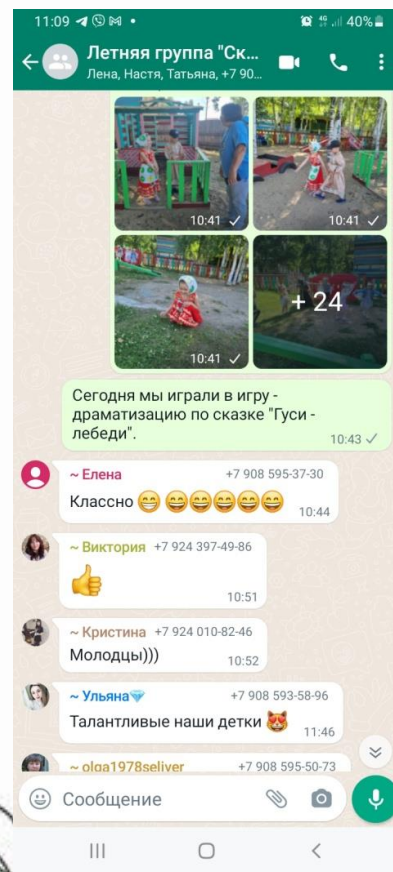 11:09 40%
Летняя группа "Ск...
Лена, Настя, Татьяна, +7 90...
10:41 10:41
10:41 + 24
Сегодня мы играли в игру -
драматизацию по сказке "Гуси -
лебеди".
10:43
~ Елена +7 908 595-37-30
Классно
10:44
~ Виктория +7 924 397-49-86
10:51
~ Кристина +7 924 010-82-46
Молодцы)))
10:52
~ Ульяна +7 908 593-58-96
Талантливые наши детки
11:46
~ olga1978seliver +7 908 595-50-73
Сообщение